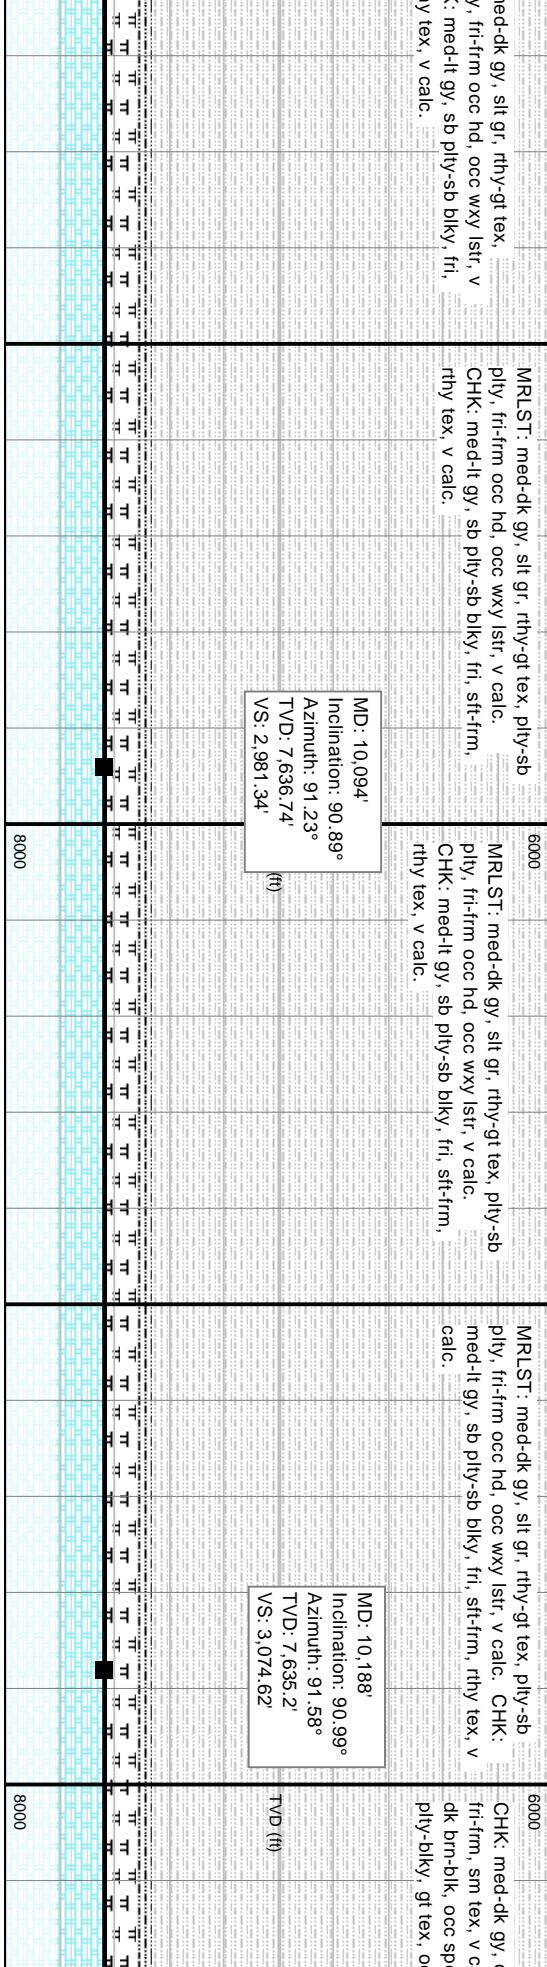 ned-dk gy, slt gr, rthy-gt tex,
y, fri-frm occ hd, occ wxy lstr, v
K: med-lt gy, sb plty-sb blky, fri,
y tex, v calc.
MRLST: med-dk gy, slt gr, rthy-gt tex, plty-sb
plty, fri-frm occ hd, occ wxy lstr, v calc.
CHK: med-lt gy, sb plty-sb blky, fri, sft-frm,
rthy tex, v calc.
MD: 10,094'
Inclination: 90.89°
Azimuth: 91.23°
TVD: 7,636.74'
VS: 2,981.34'
6000
(ft)
8000
MRLST: med-dk gy, slt gr, rthy-gt tex, plty-sb
plty, fri-frm occ hd, occ wxy lstr, v calc.
CHK: med-lt gy, sb plty-sb blky, fri, sft-frm,
rthy tex, v calc.
MRLST: med-dk gy, slt gr, rthy-gt tex, plty-sb
plty, fri-frm occ hd, occ wxy lstr, v calc. CHK:
med-lt gy, sb plty-sb blky, fri, sft-frm, rthy tex, v
calc.
MD: 10,188'
Inclination: 90.99°
Azimuth: 91.58°
TVD: 7,635.2'
VS: 3,074.62'
6000
TVD (ft)
8000
CHK: med-dk gy,
fri-frm, sm tex, v c
dk brn-blk, occ sp
plty-blky, gt tex, o